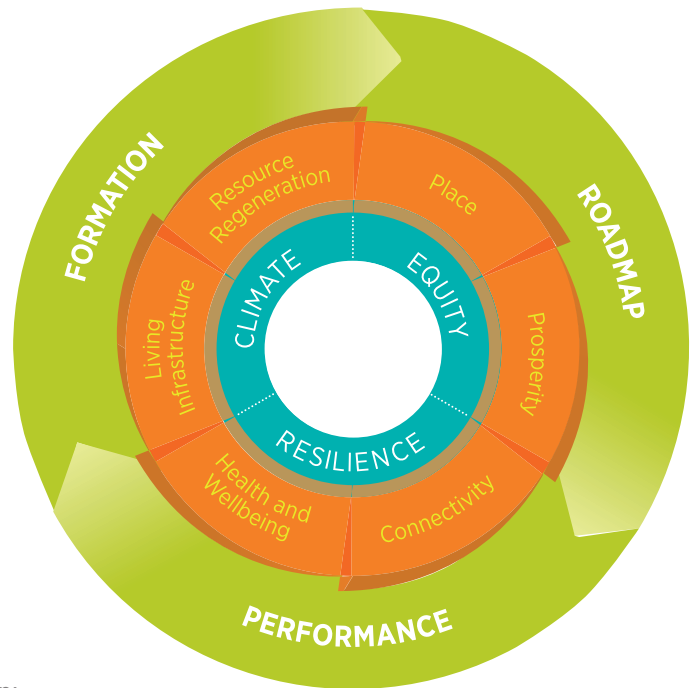 FORMATION
ROADMAP
PERFORMANCE
Resource
Regeneration
Place
Prosperity
Connectivity
Health and
Wellbeing
Living
Infrastructure
CLIMATE
EQUITY
RESILIENCE